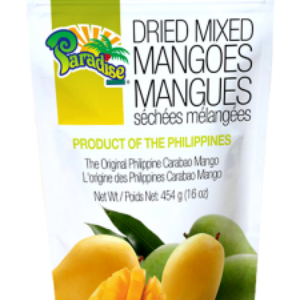 Paradise
DRIED MIXED
MANGOES
MANGUES
séchées mélangées
PRODUCT OF THE PHILIPPINES
The Original Philippine Carabao Mango
L'origine des Philippines Carabao Mango
Net Wt / Poids Net: 454 g (16 oz)